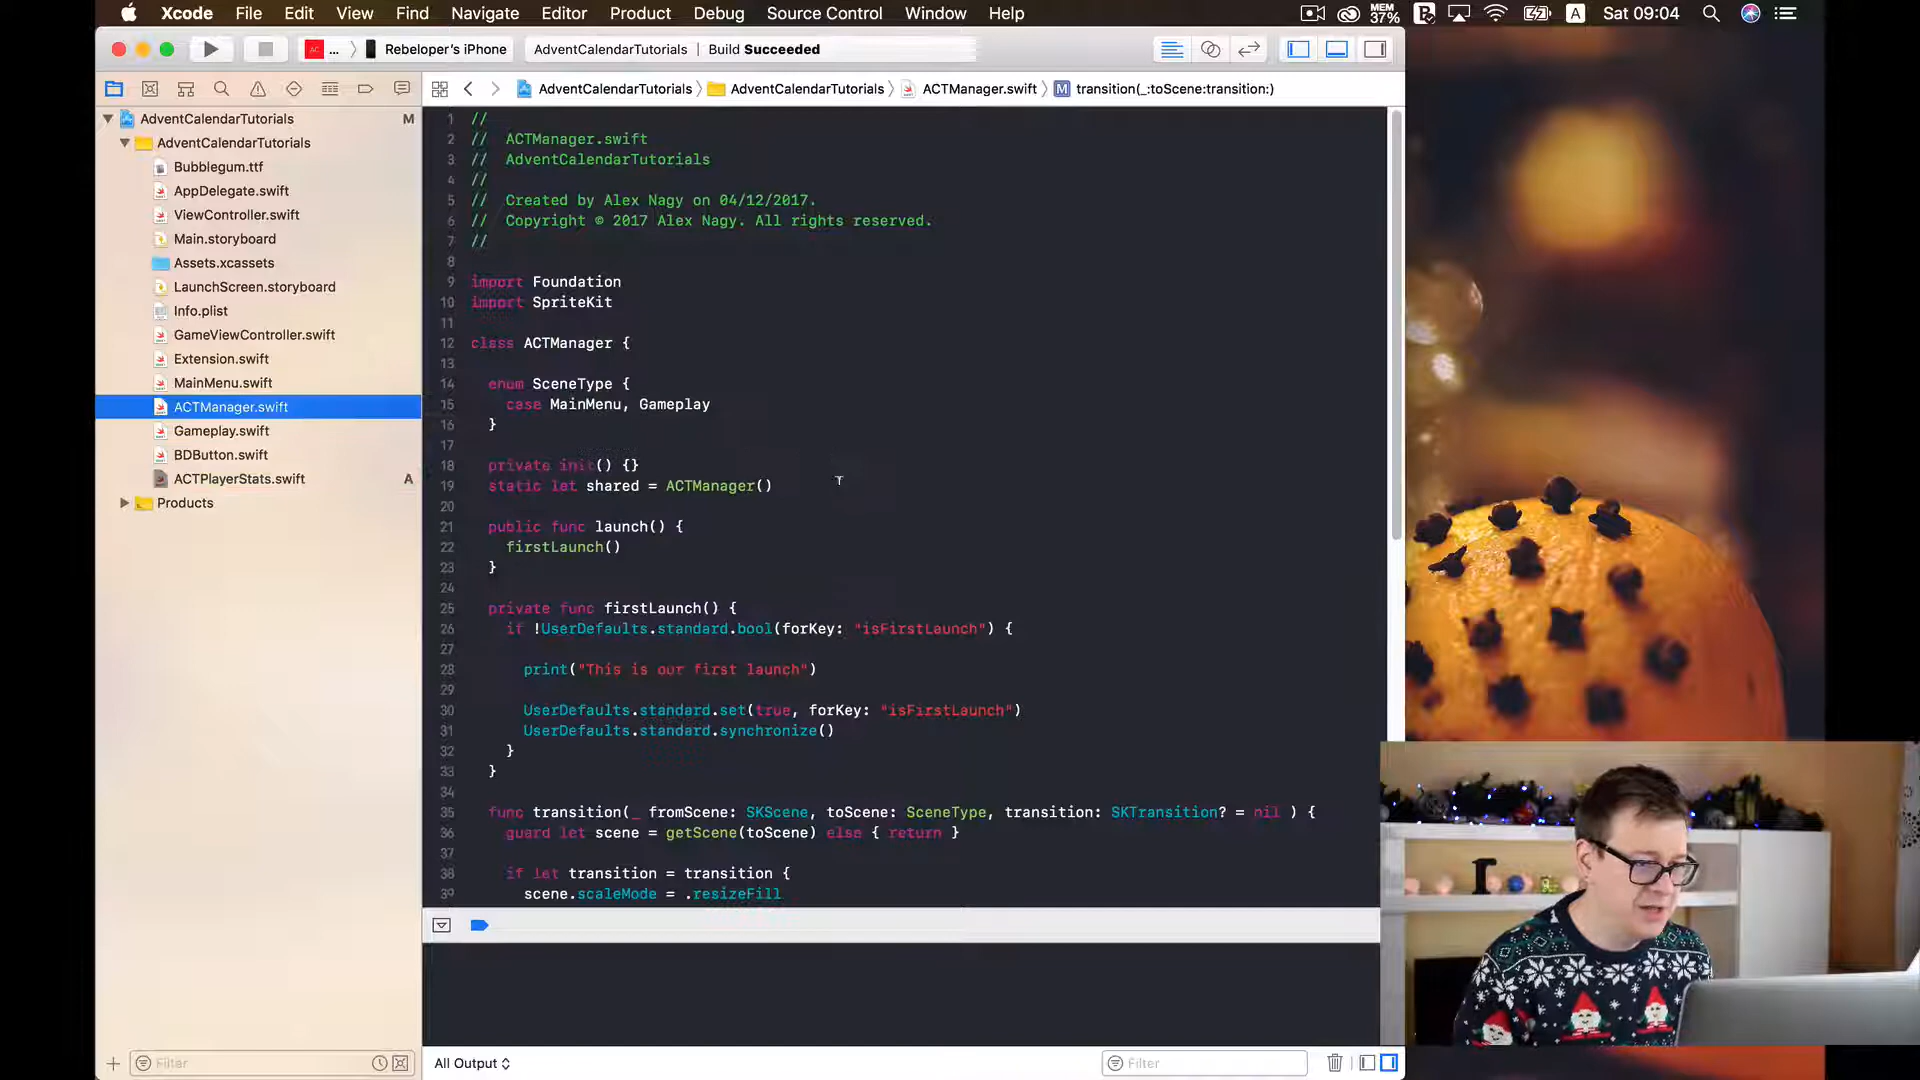 Xcode File Edit View Find Navigate Editor Product Debug Source Control Window Help MEM 37% A Sat 09:04
AC ... Rebeloper's iPhone AdventCalendarTutorials | Build Succeeded
AdventCalendarTutorials AdventCalendarTutorials ACTManager.swift M transition(_:toScene:transition:)
AdventCalendarTutorials M
AdventCalendarTutorials
Bubblegum.ttf
AppDelegate.swift
ViewController.swift
Main.storyboard
Assets.xcassets
LaunchScreen.storyboard
Info.plist
GameViewController.swift
Extension.swift
MainMenu.swift
ACTManager.swift
Gameplay.swift
BDButton.swift
ACTPlayerStats.swift A
Products
1 //
2 // ACTManager.swift
3 // AdventCalendarTutorials
4 //
5 // Created by Alex Nagy on 04/12/2017.
6 // Copyright © 2017 Alex Nagy. All rights reserved.
7 //
8
9 import Foundation
10 import SpriteKit
11
12 class ACTManager {
13
14 enum SceneType {
15 case MainMenu, Gameplay
16 }
17
18 private init() {}
19 static let shared = ACTManager()
20
21 public func launch() {
22 firstLaunch()
23 }
24
25 private func firstLaunch() {
26 if !UserDefaults.standard.bool(forKey: "isFirstLaunch") {
27
28 print("This is our first launch")
29
30 UserDefaults.standard.set(true, forKey: "isFirstLaunch")
31 UserDefaults.standard.synchronize()
32 }
33 }
34
35 func transition(_ fromScene: SKScene, toScene: SceneType, transition: SKTransition? = nil ) {
36 guard let scene = getScene(toScene) else { return }
37
38 if let transition = transition {
39 scene.scaleMode = .resizeFill
Filter
All Output
Filter